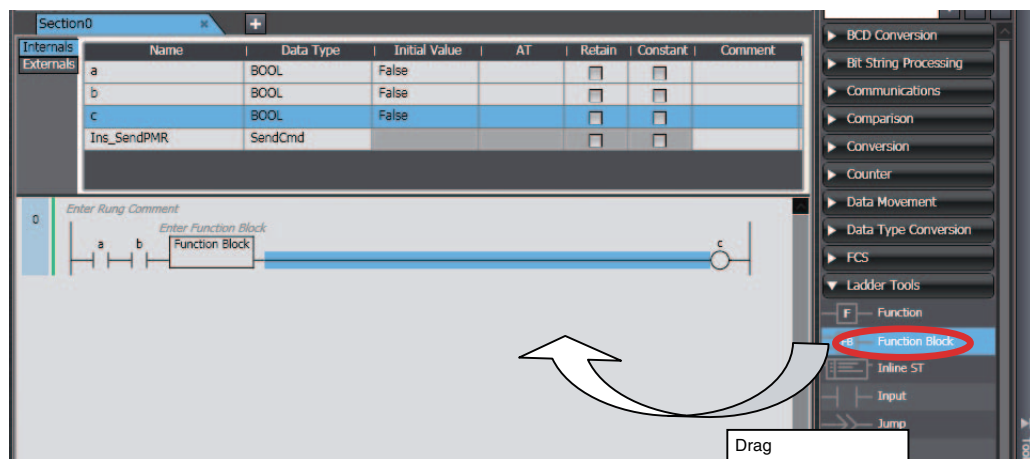 Section0
Internals
Externals
Name Data Type Initial Value AT Retain Constant Comment
a BOOL False
b BOOL False
c BOOL False
Ins_SendPMR SendCmd
0
Enter Rung Comment
Enter Function Block
a b Function Block c
BCD Conversion
Bit String Processing
Communications
Comparison
Conversion
Counter
Data Movement
Data Type Conversion
FCS
Ladder Tools
F Function
FB Function Block
Inline ST
Input
Jump
Drag